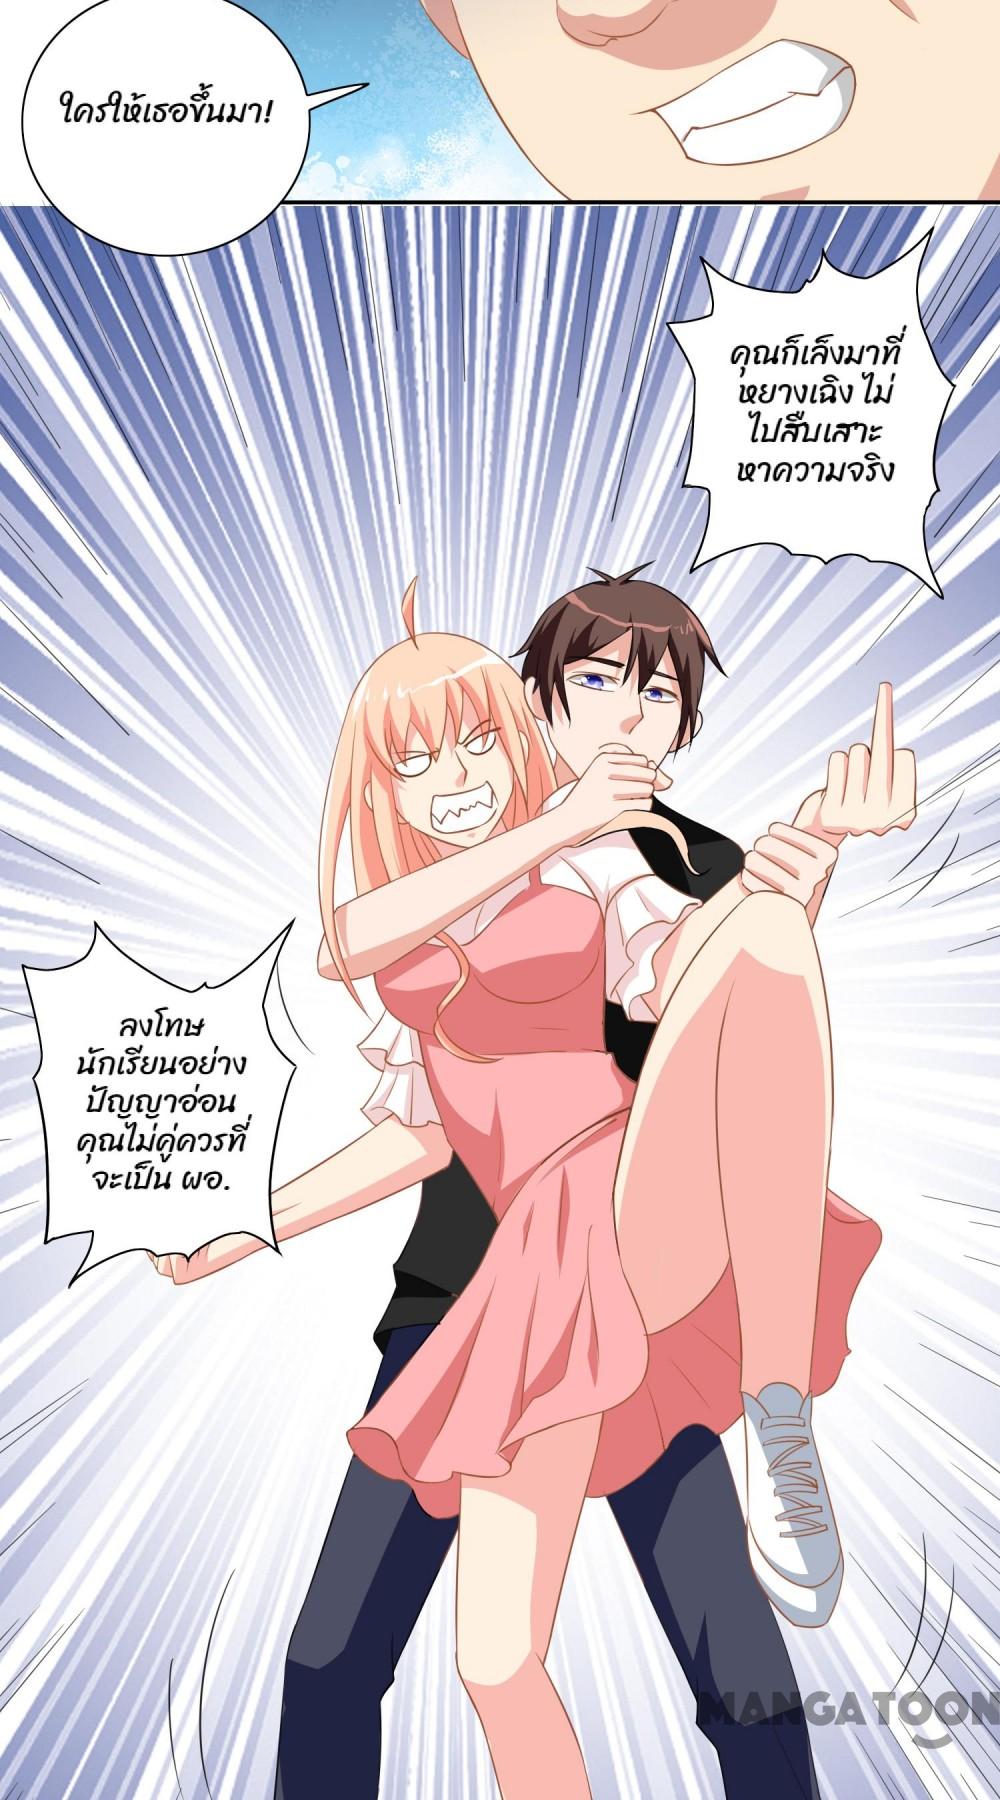 ใครให้เธอขึ้นมา!
คุณก็เล็งมาที่
หยางเฉิง ไม่
ไปสืบเสาะ
หาความจริง
ลงโทษ
นักเรียนอย่าง
ปัญญาอ่อน
คุณไม่คู่ควรที่
จะเป็น ผอ.
MANGATOON